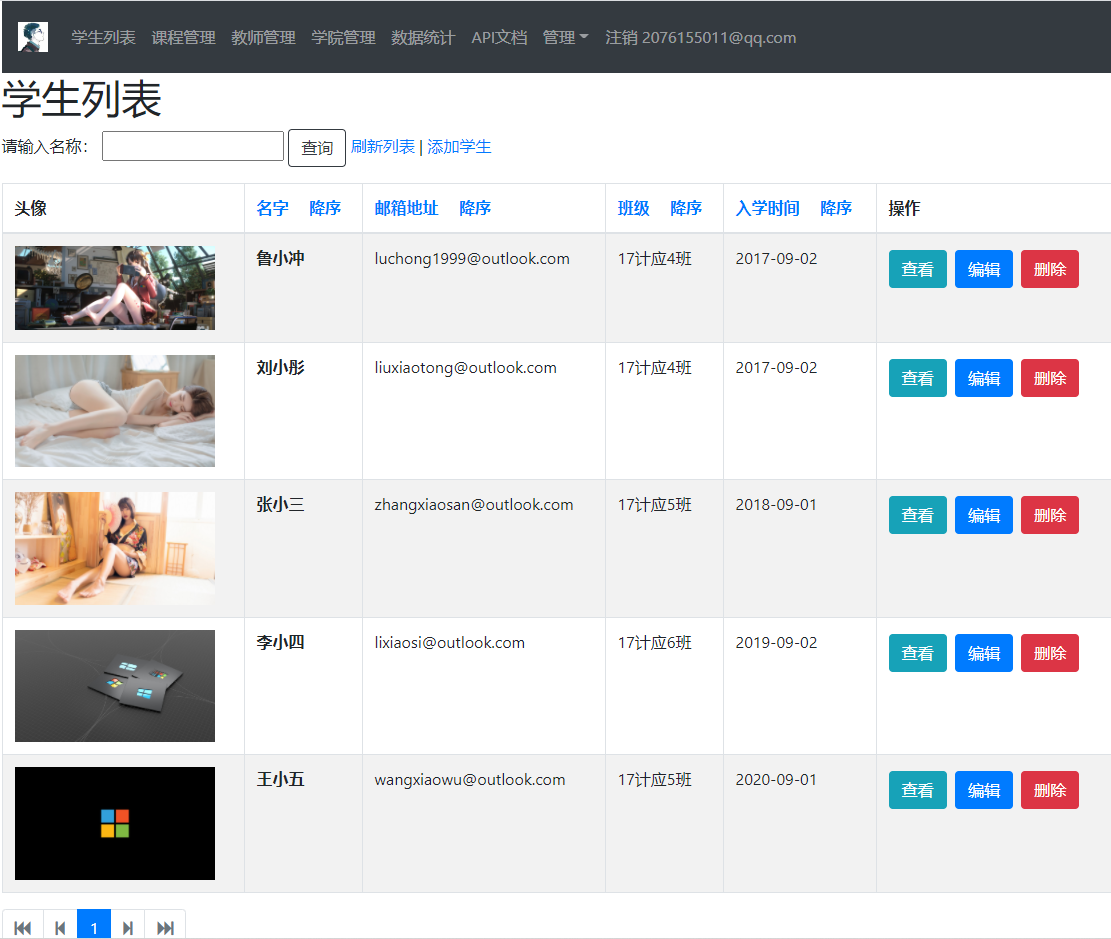 学生列表 课程管理 教师管理 学院管理 数据统计 API文档 管理 注销 2076155011@qq.com
学生列表
请输入名称: 查询 刷新列表 | 添加学生
头像 名字 降序 邮箱地址 降序 班级 降序 入学时间 降序 操作
鲁小冲 luchong1999@outlook.com 17计应4班 2017-09-02 查看 编辑 删除
刘小彤 liuxiaotong@outlook.com 17计应4班 2017-09-02 查看 编辑 删除
张小三 zhangxiaosan@outlook.com 17计应5班 2018-09-01 查看 编辑 删除
李小四 lixiaosi@outlook.com 17计应6班 2019-09-02 查看 编辑 删除
王小五 wangxiaowu@outlook.com 17计应5班 2020-09-01 查看 编辑 删除
1